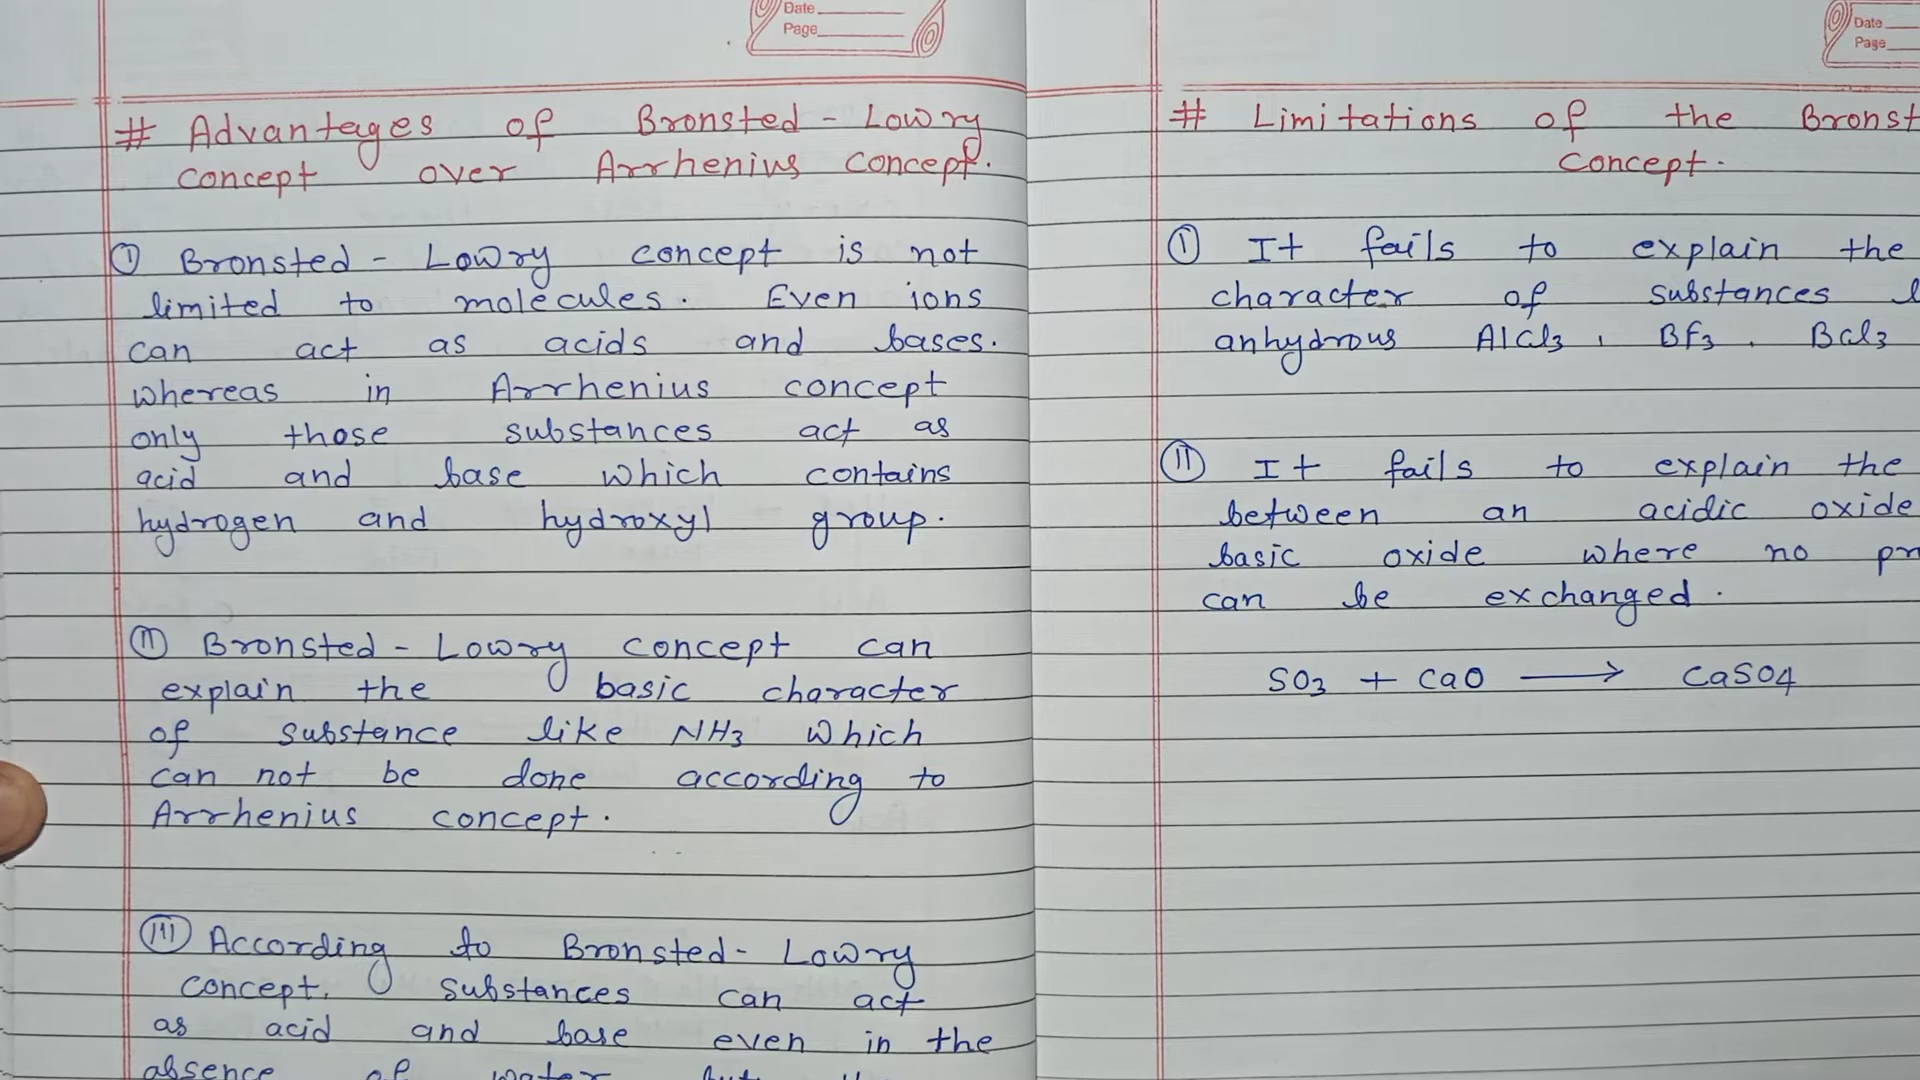 Date
Page
# Advantages of Bronsted - Lowry
concept over Arrhenius concept.
I Bronsted - Lowry concept is not
limited to molecules. Even ions
can act as acids and bases.
whereas in Arrhenius concept
only those substances act as
acid and base which contains
hydrogen and hydroxyl group.
II Bronsted - Lowry concept can
explain the basic character
of substance like NH3 which
can not be done according to
Arrhenius concept.
III According to Bronsted - Lowry
concept, substances can act
as acid and base even in the
absence of water
Date
Page
# Limitations of the Bronst
concept.
I It fails to explain the
character of substances
anhydrous AlCl3, BF3, BCl3
II It fails to explain the
between an acidic oxide
basic oxide where no
can be exchanged.
SO3 + CaO → CaSO4